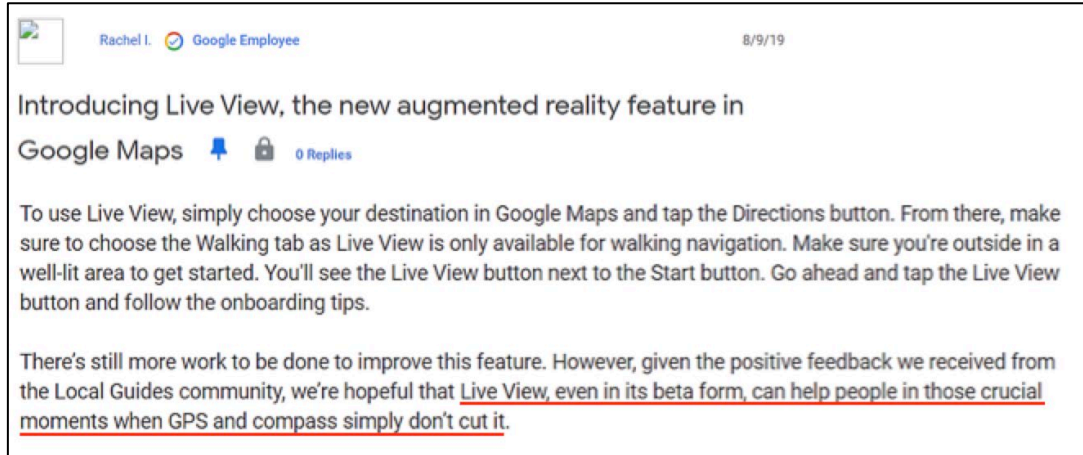 Rachel I. Google Employee 8/9/19
Introducing Live View, the new augmented reality feature in
Google Maps 0 Replies
To use Live View, simply choose your destination in Google Maps and tap the Directions button. From there, make
sure to choose the Walking tab as Live View is only available for walking navigation. Make sure you're outside in a
well-lit area to get started. You'll see the Live View button next to the Start button. Go ahead and tap the Live View
button and follow the onboarding tips.
There's still more work to be done to improve this feature. However, given the positive feedback we received from
the Local Guides community, we're hopeful that Live View, even in its beta form, can help people in those crucial
moments when GPS and compass simply don't cut it.